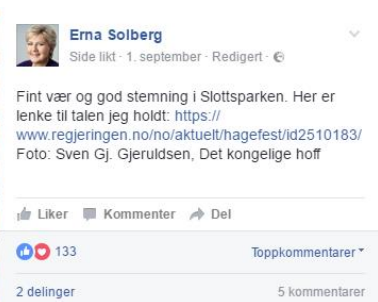 Erna Solberg
Side likt · 1. september · Redigert ·
Fint vær og god stemning i Slottsparken. Her er
lenke til talen jeg holdt: https://
www.regjeringen.no/no/aktuelt/hagefest/id2510183/
Foto: Sven Gj. Gjeruldsen, Det kongelige hoff
Liker Kommenter Del
133 Toppkommentarer
2 delinger 5 kommentarer